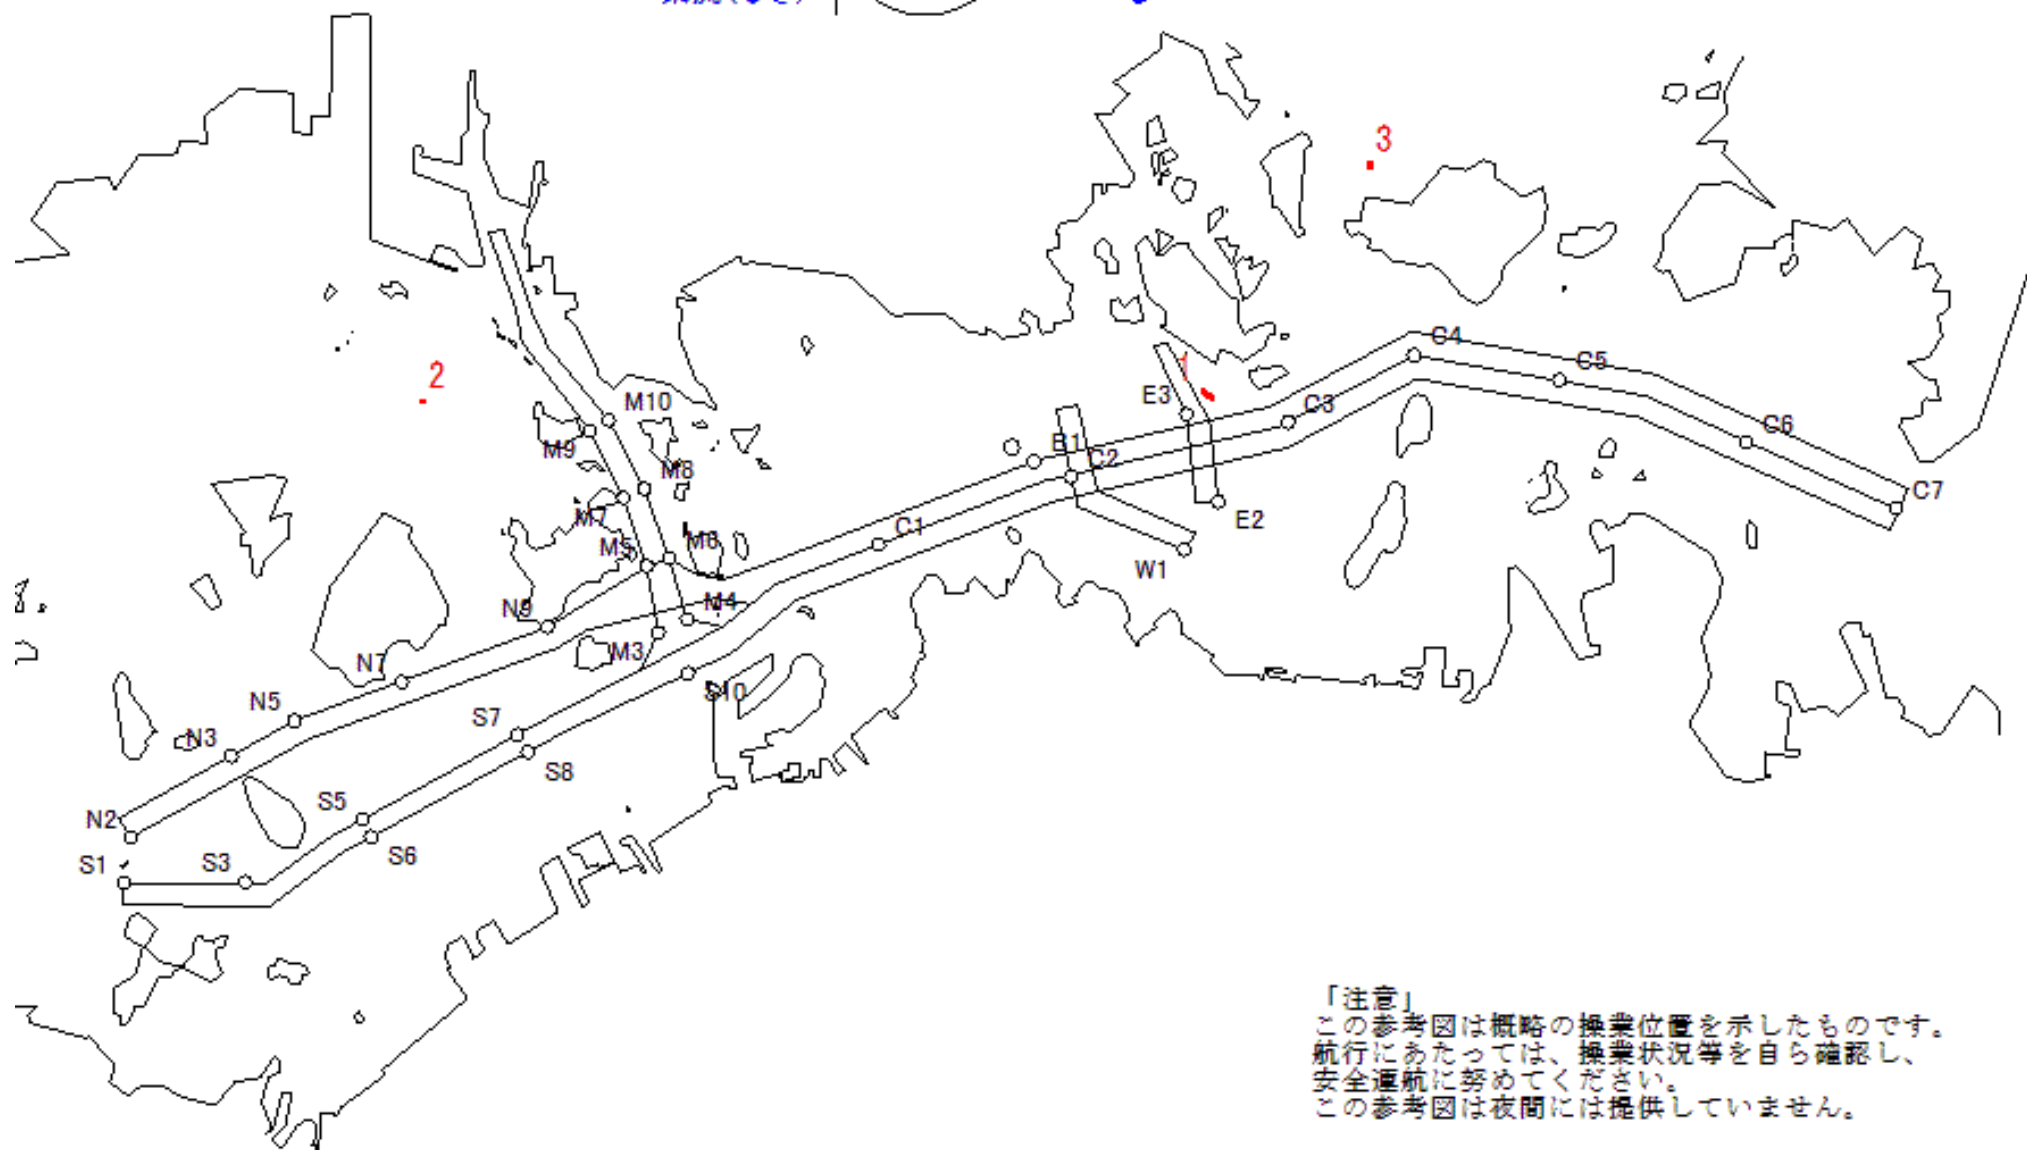 3
C4
1
C5
2
E3
M10
C3
C6
B1
M9
C2
M8
C7
M7
E2
C1
M5
M6
W1
N9
M4
N7
M3
S10
N5
S7
N3
S8
S5
N2
S6
S1
S3
「注意」
この参考図は概略の操業位置を示したものです。
航行にあたっては、操業状況等を自ら確認し、
安全運航に努めてください。
この参考図は夜間には提供していません。